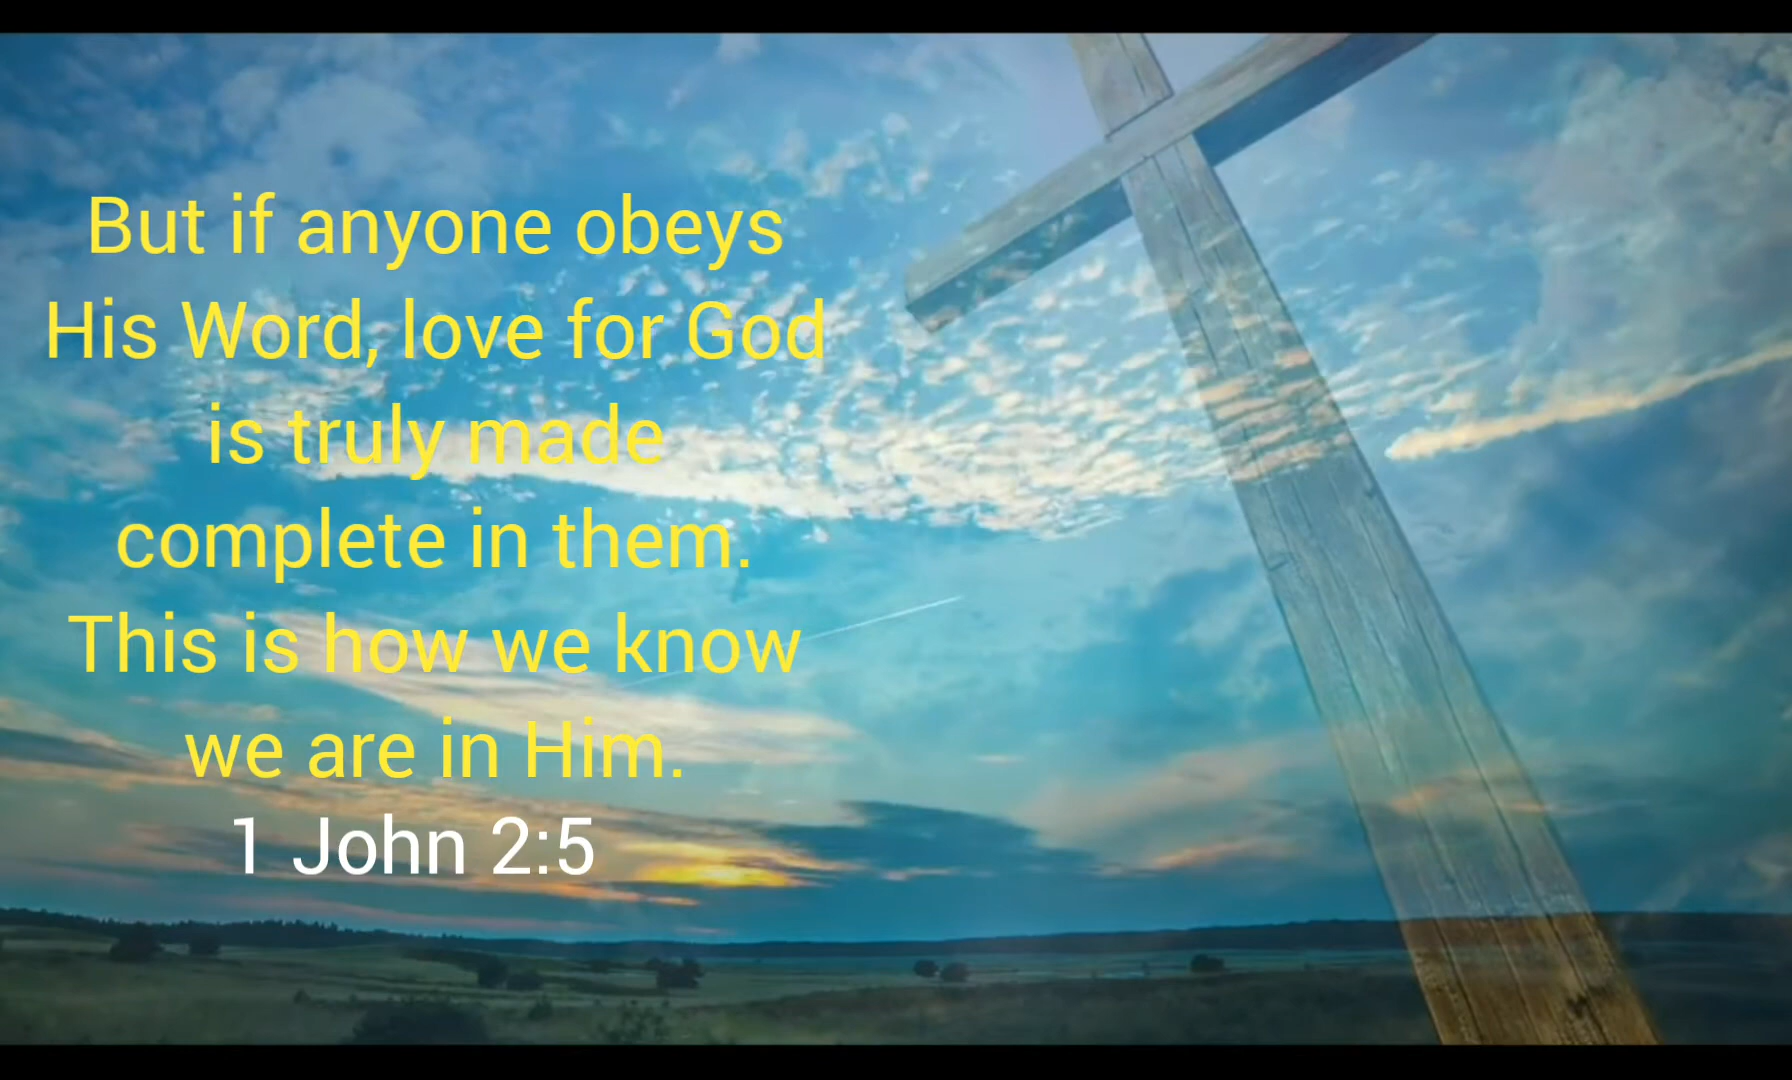 But if anyone obeys
His Word, love for God
is truly made
complete in them.
This is how we know
we are in Him.
1 John 2:5